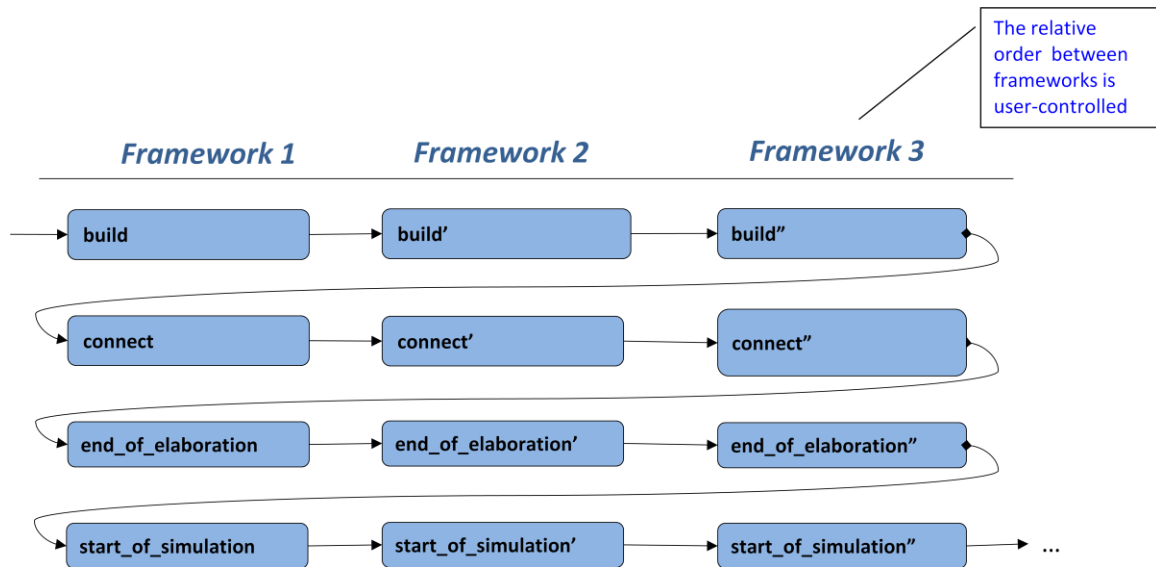 The relative
order between
frameworks is
user-controlled
Framework 1
Framework 2
Framework 3
build
build’
build”
connect
connect’
connect”
end_of_elaboration
end_of_elaboration’
end_of_elaboration”
start_of_simulation
start_of_simulation’
start_of_simulation”
...